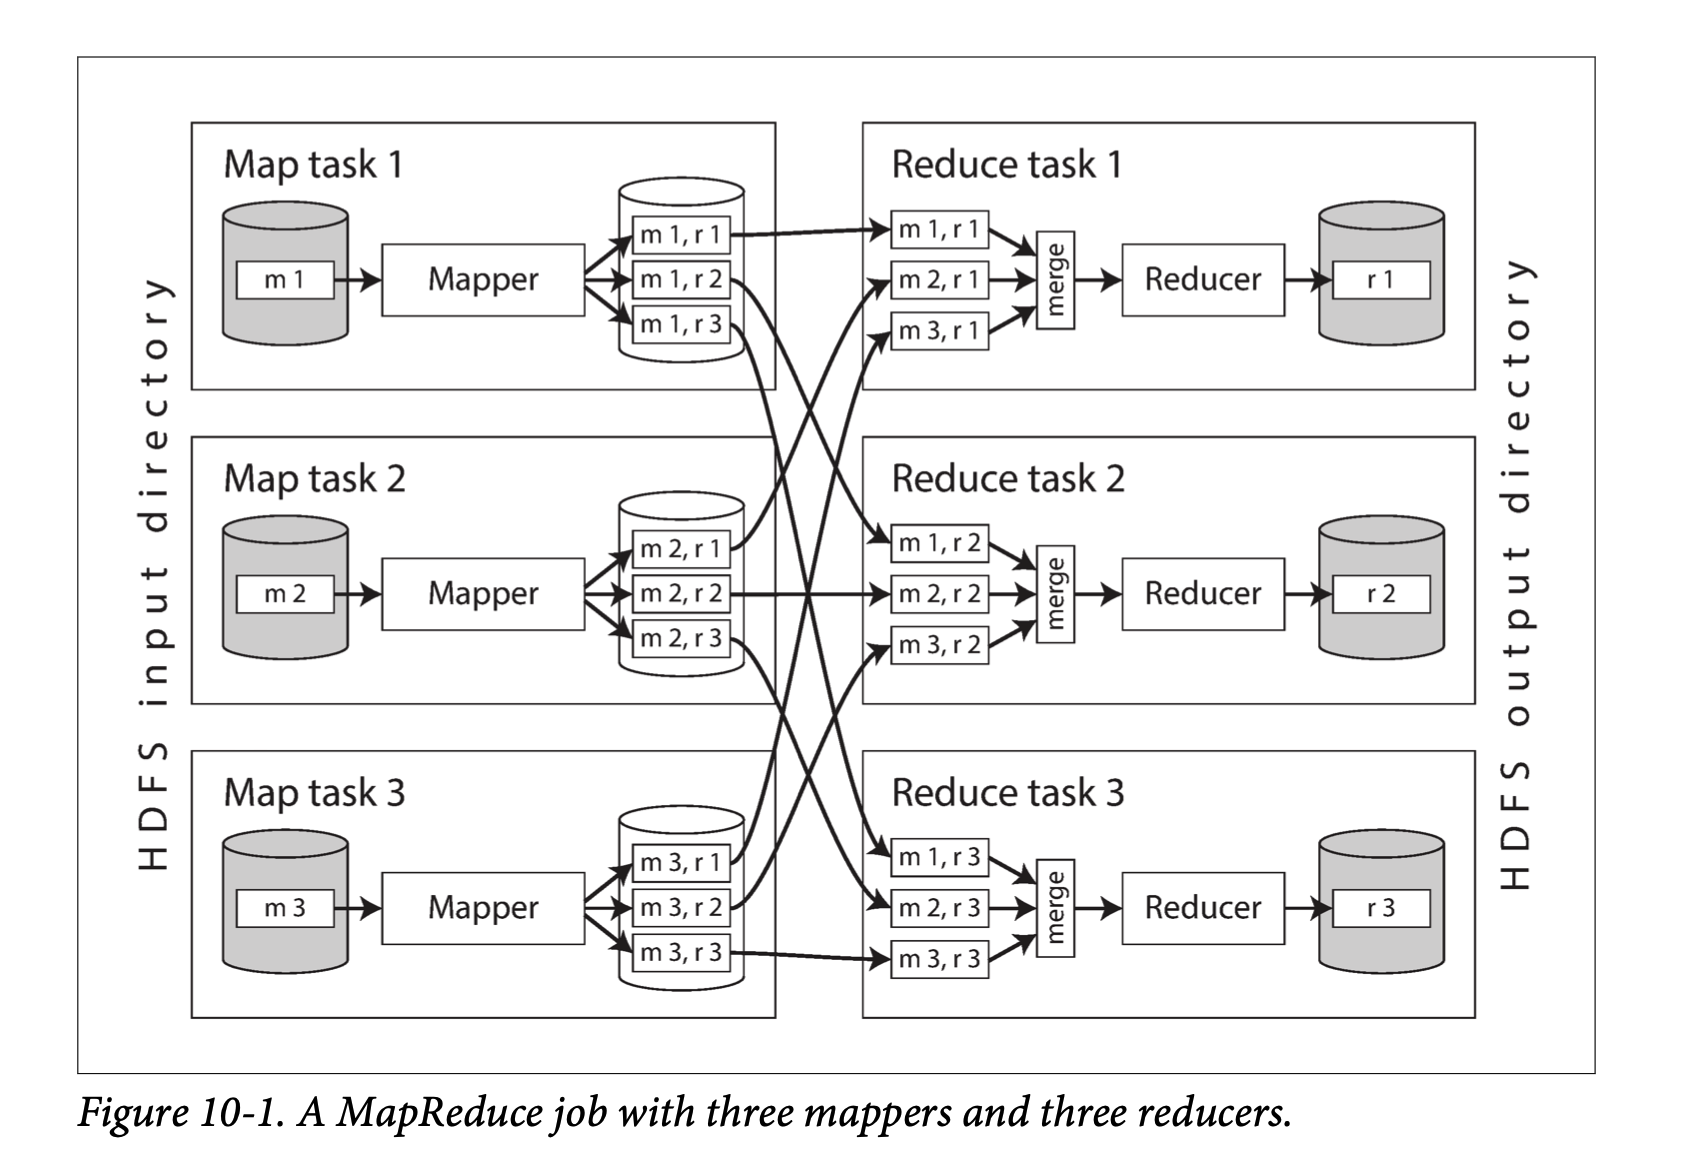 HDFS input directory
Map task 1
m 1
Mapper
m 1, r 1
m 1, r 2
m 1, r 3
Reduce task 1
m 1, r 1
m 2, r 1
m 3, r 1
merge
Reducer
r 1
Map task 2
m 2
Mapper
m 2, r 1
m 2, r 2
m 2, r 3
Reduce task 2
m 1, r 2
m 2, r 2
m 3, r 2
merge
Reducer
r 2
Map task 3
m 3
Mapper
m 3, r 1
m 3, r 2
m 3, r 3
Reduce task 3
m 1, r 3
m 2, r 3
m 3, r 3
merge
Reducer
r 3
HDFS output directory
Figure 10-1. A MapReduce job with three mappers and three reducers.